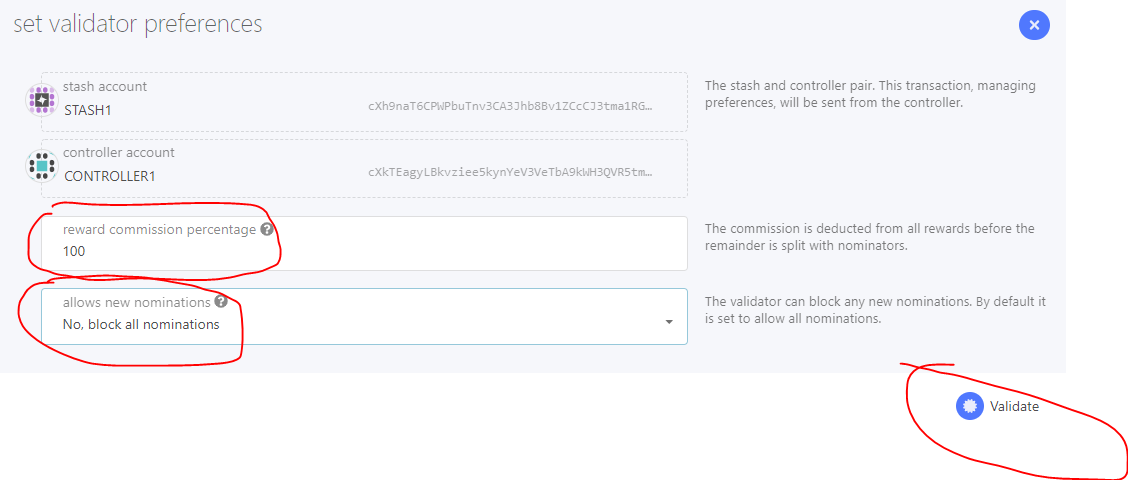 set validator preferences
stash account
STASH1
cXh9naT6CPWPbuTnv3CA3Jhb8Bv1ZCcCJ3tma1RG…
The stash and controller pair. This transaction, managing
preferences, will be sent from the controller.
controller account
CONTROLLER1
cXkTEagyLBkvziee5kynYeV3VeTbA9kWH3QVR5tm…
reward commission percentage ?
100
The commission is deducted from all rewards before the
remainder is split with nominators.
allows new nominations ?
No, block all nominations
The validator can block any new nominations. By default it
is set to allow all nominations.
Validate